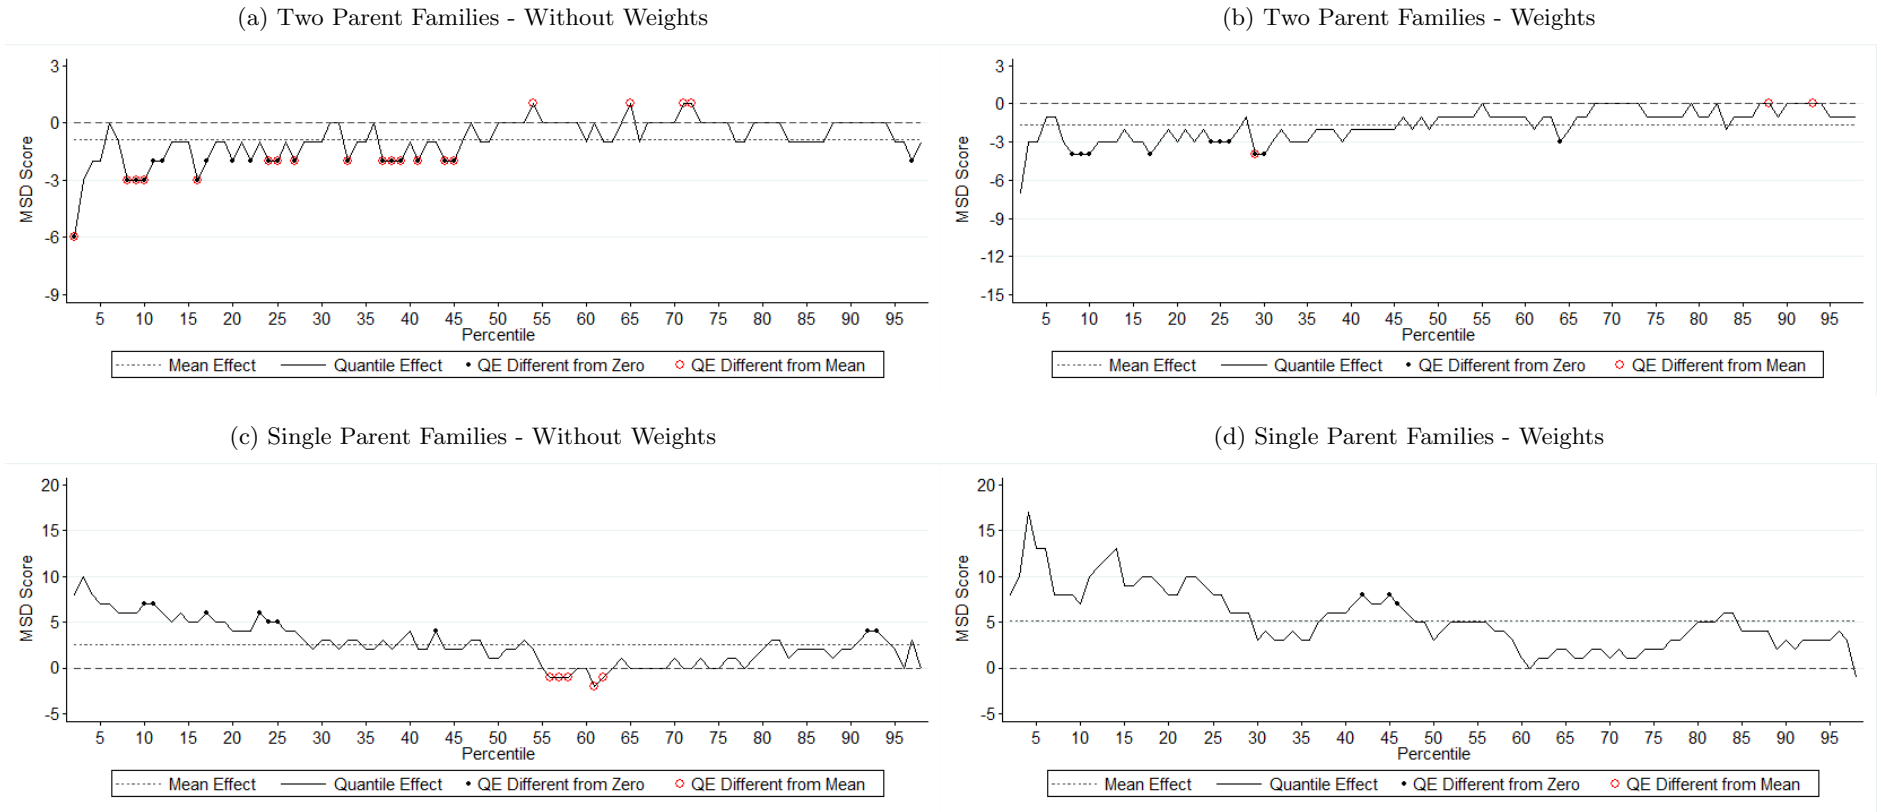 (a) Two Parent Families - Without Weights
3
0
-3
-6
-9
MSD Score
5 10 15 20 25 30 35 40 45 50 55 60 65 70 75 80 85 90 95
Percentile
Mean Effect Quantile Effect QE Different from Zero QE Different from Mean
(b) Two Parent Families - Weights
3
0
-3
-6
-9
-12
-15
MSD Score
5 10 15 20 25 30 35 40 45 50 55 60 65 70 75 80 85 90 95
Percentile
Mean Effect Quantile Effect QE Different from Zero QE Different from Mean
(c) Single Parent Families - Without Weights
20
15
10
5
0
-5
MSD Score
5 10 15 20 25 30 35 40 45 50 55 60 65 70 75 80 85 90 95
Percentile
Mean Effect Quantile Effect QE Different from Zero QE Different from Mean
(d) Single Parent Families - Weights
20
15
10
5
0
-5
MSD Score
5 10 15 20 25 30 35 40 45 50 55 60 65 70 75 80 85 90 95
Percentile
Mean Effect Quantile Effect QE Different from Zero QE Different from Mean